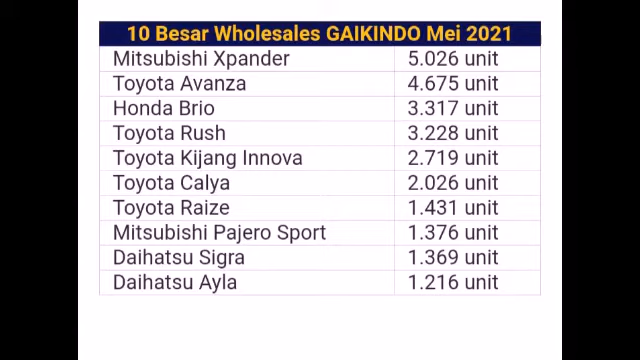 10 Besar Wholesales GAIKINDO Mei 2021
Mitsubishi Xpander 5.026 unit
Toyota Avanza 4.675 unit
Honda Brio 3.317 unit
Toyota Rush 3.228 unit
Toyota Kijang Innova 2.719 unit
Toyota Calya 2.026 unit
Toyota Raize 1.431 unit
Mitsubishi Pajero Sport 1.376 unit
Daihatsu Sigra 1.369 unit
Daihatsu Ayla 1.216 unit